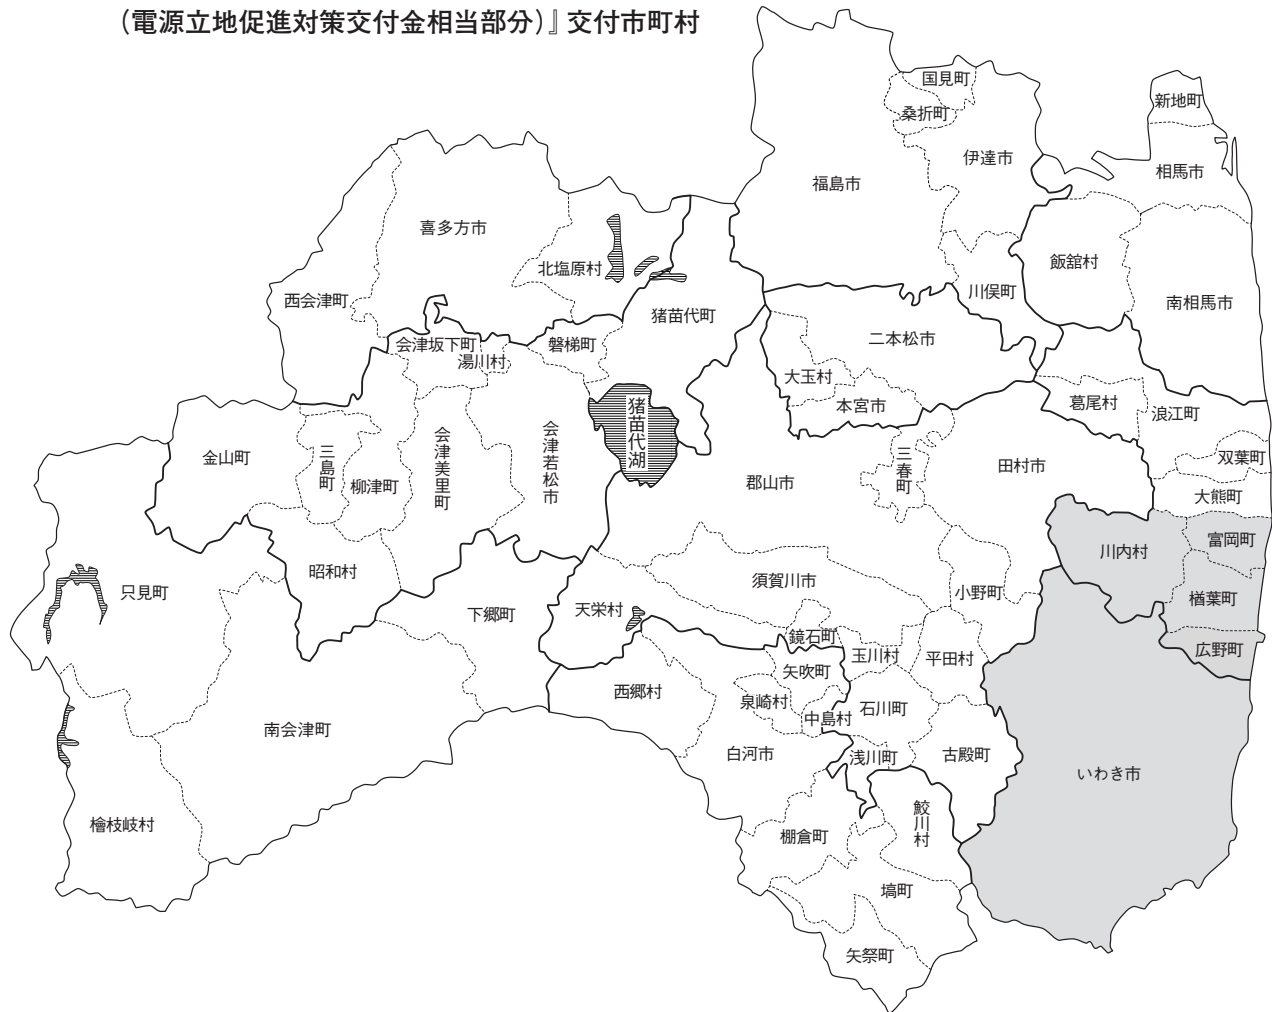 （電源立地促進対策交付金相当部分）』交付市町村
国見町
桑折町
新地町
伊達市
相馬市
福島市
喜多方市
北塩原村
飯舘村
川俣町
西会津町
南相馬市
猪苗代町
二本松市
会津坂下町
湯川村
磐梯町
大玉村
本宮市
葛尾村
浪江町
猪苗代湖
金山町
三島町
柳津町
会津美里町
会津若松市
郡山市
三春町
田村市
双葉町
大熊町
富岡町
川内村
只見町
昭和村
須賀川市
小野町
楢葉町
下郷町
天栄村
鏡石町
玉川村
平田村
広野町
矢吹町
西郷村
泉崎村
中島村
石川町
南会津町
白河市
浅川町
古殿町
いわき市
檜枝岐村
棚倉町
鮫川村
塙町
矢祭町